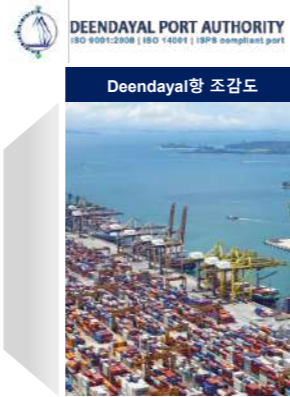 DEENDAYAL PORT AUTHORITY
ISO 9001:2008 | ISO 14001 | ISPS compliant port
Deendayal항 조감도